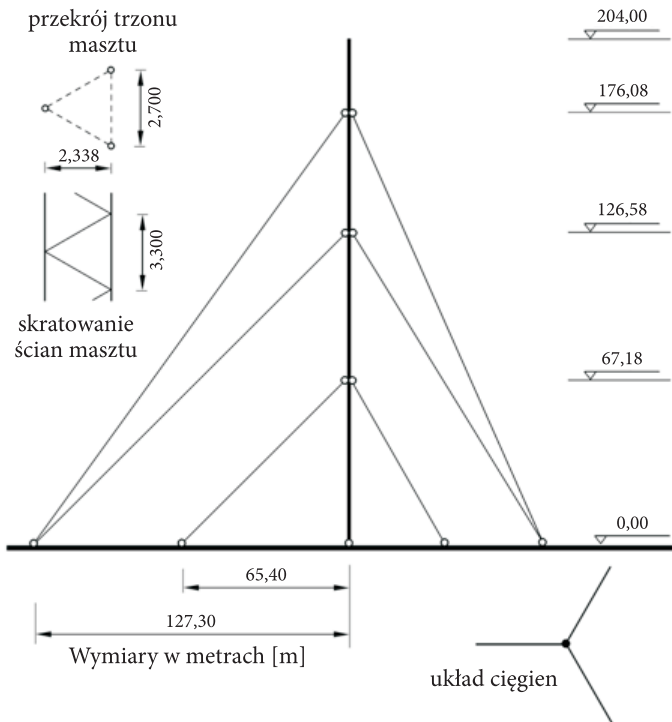 przekrój trzonu
masztu
2,700
2,338
3,300
skratowanie
ścian masztu
204,00
176,08
126,58
67,18
0,00
65,40
127,30
Wymiary w metrach [m]
układ cięgien